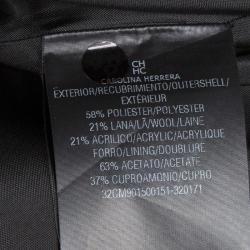 CH
HC
CAROLINA HERRERA
EXTERIOR/RECUBRIMENTO/OUTERSHELL/
EXTÉRIEUR
58% POLIESTER/POLYESTER
21% LANA/LÃ/WOOL/LAINE
21% ACRILICO/ACRYLIC/ACRYLIQUE
FORRO/LINING/DOUBLURE
63% ACETATO/ACETATE
37% CUPROAMONIO/CUPRO
32CM901500151-320171